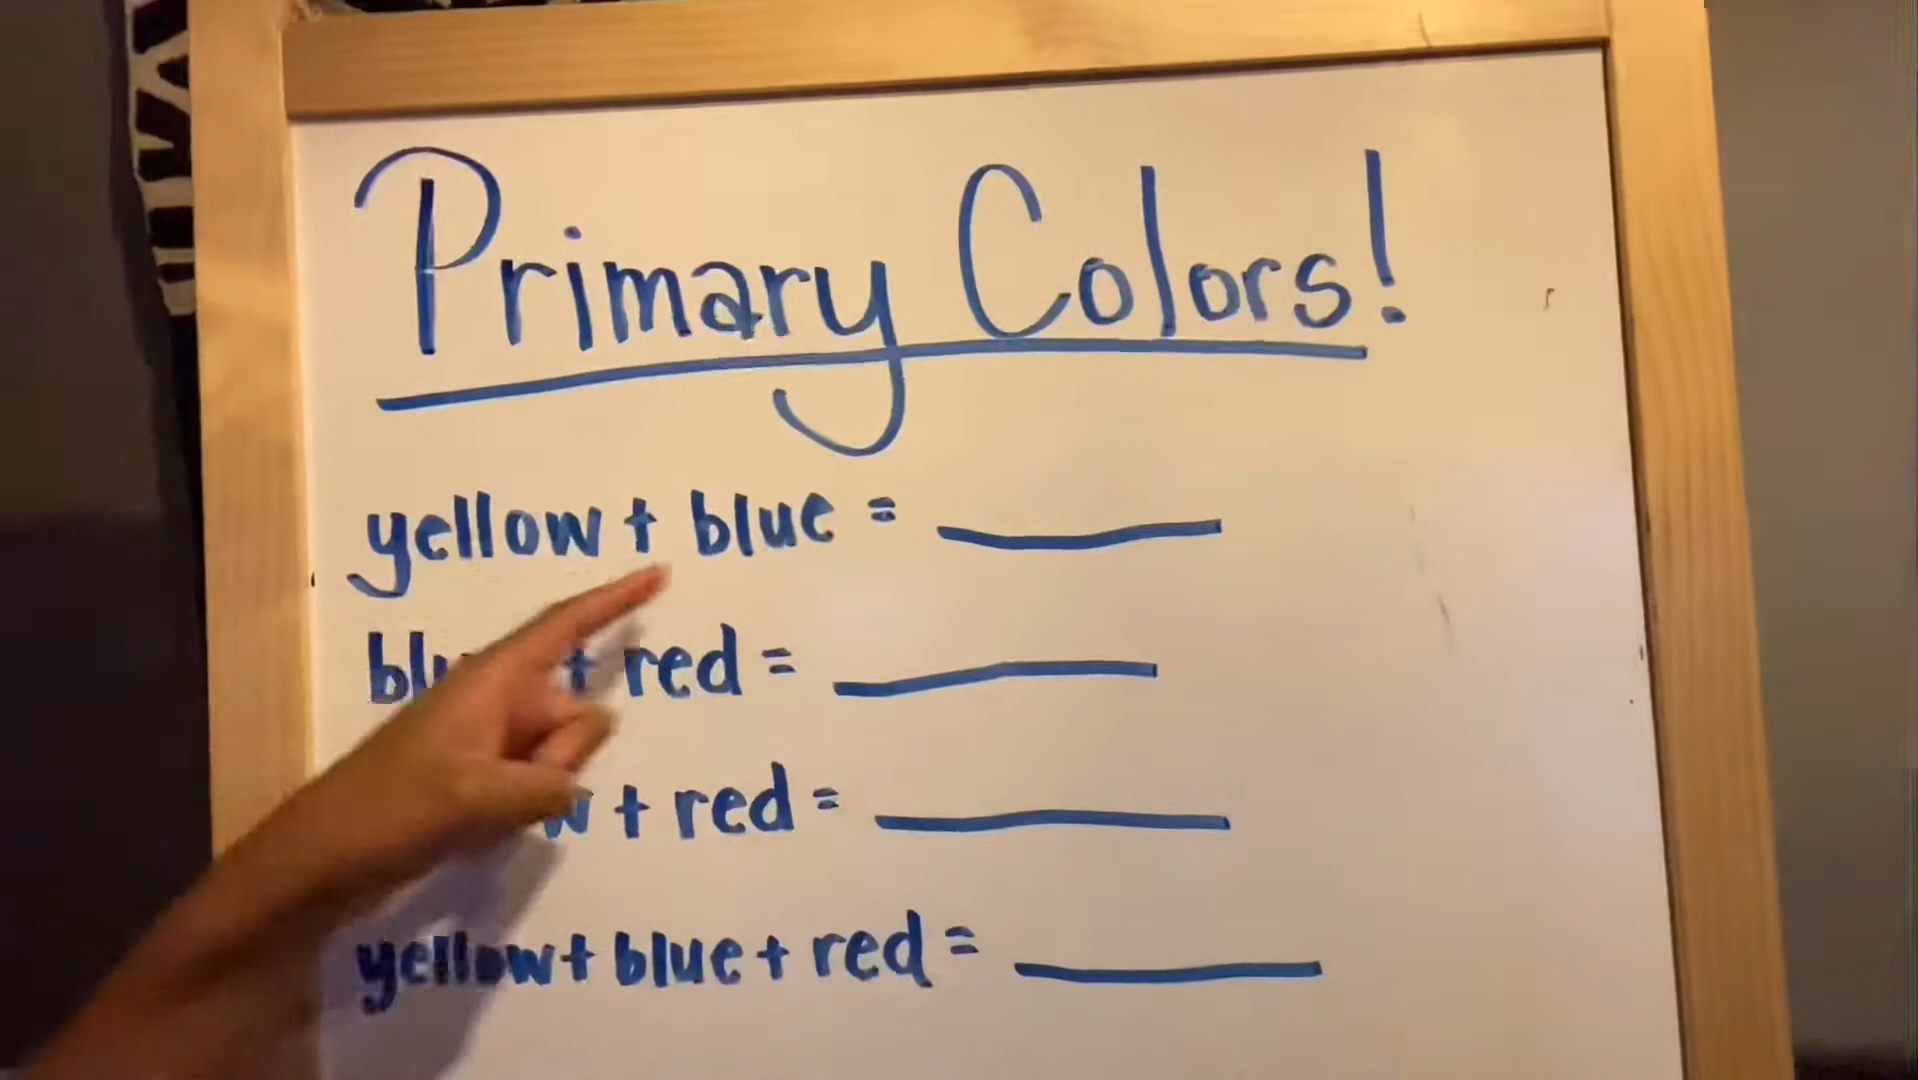 Primary Colors!
yellow + blue =
+ red =
+ red =
yellow + blue + red =